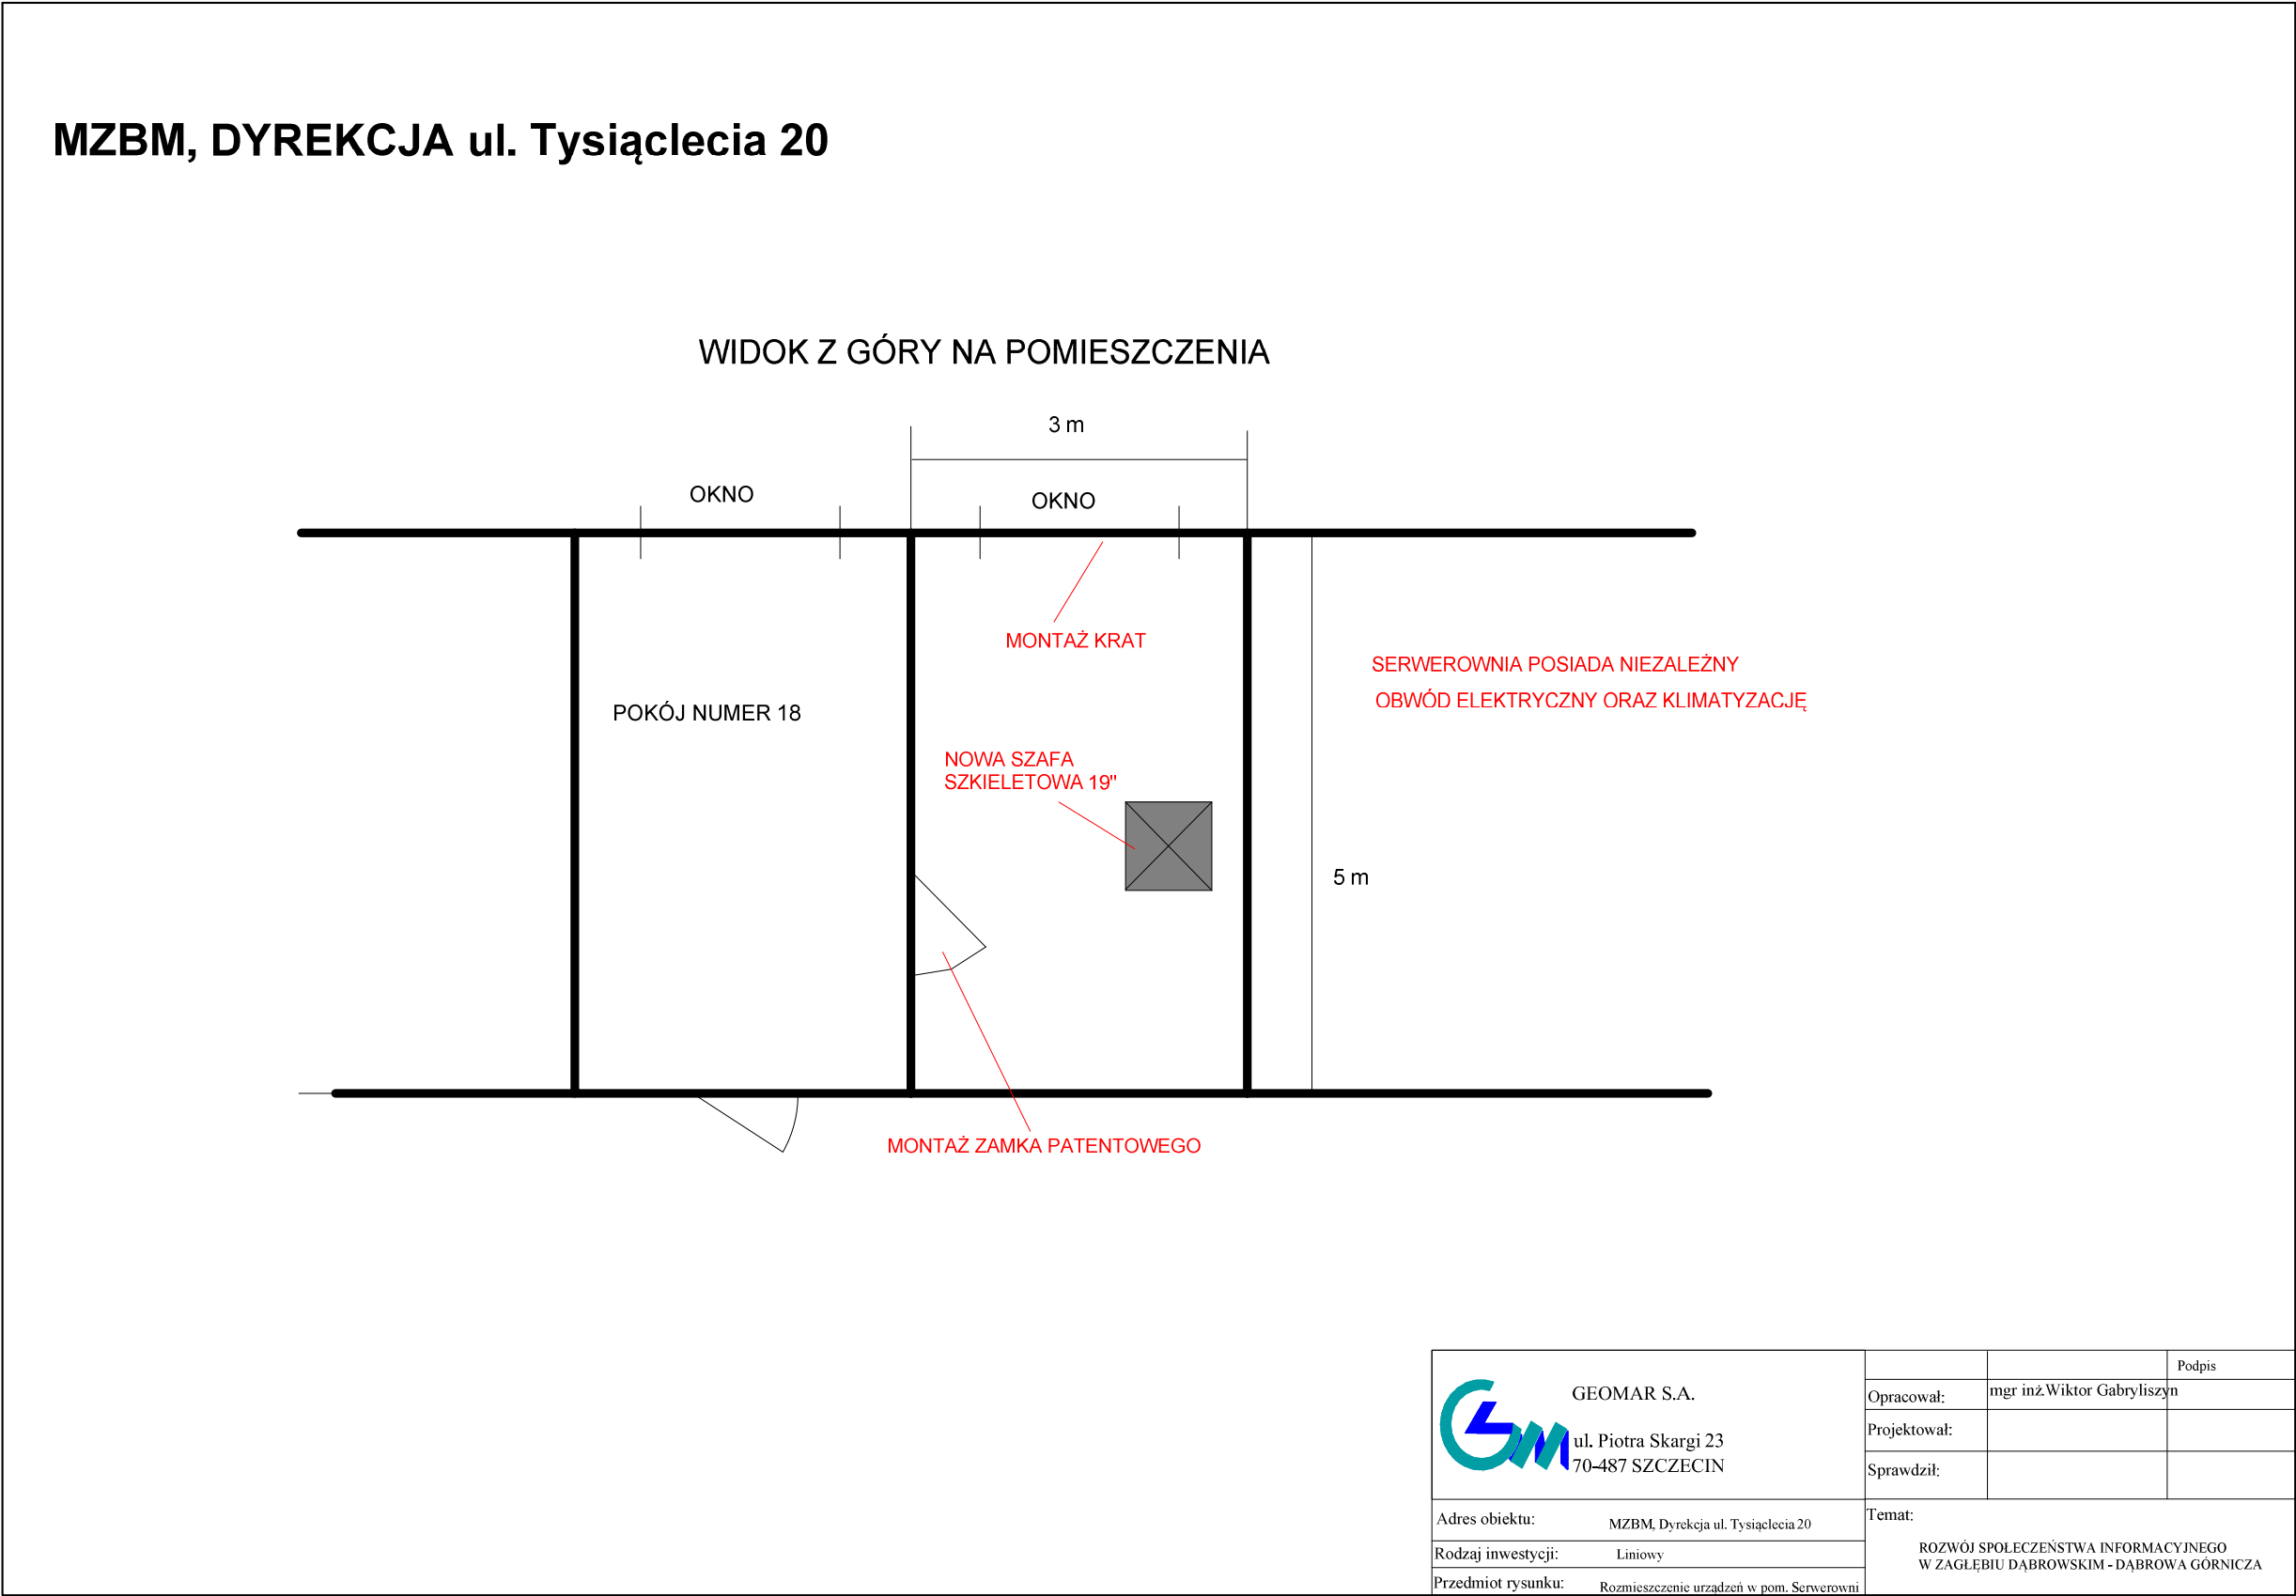 MZBM, DYREKCJA ul. Tysiąclecia 20
WIDOK Z GÓRY NA POMIESZCZENIA
3 m
OKNO
OKNO
MONTAŻ KRAT
SERWEROWNIA POSIADA NIEZALEŻNY
OBWÓD ELEKTRYCZNY ORAZ KLIMATYZACJĘ
POKÓJ NUMER 18
NOWA SZAFA
SZKIELETOWA 19"
5 m
MONTAŻ ZAMKA PATENTOWEGO
GEOMAR S.A.
ul. Piotra Skargi 23
70-487 SZCZECIN
Podpis
Opracował: mgr inż.Wiktor Gabryliszyn
Projektował:
Sprawdził:
Adres obiektu: MZBM, Dyrekcja ul. Tysiąclecia 20
Rodzaj inwestycji: Liniowy
Przedmiot rysunku: Rozmieszczenie urządzeń w pom. Serwerowni
Temat:
ROZWÓJ SPOŁECZEŃSTWA INFORMACYJNEGO
W ZAGŁĘBIU DĄBROWSKIM - DĄBROWA GÓRNICZA